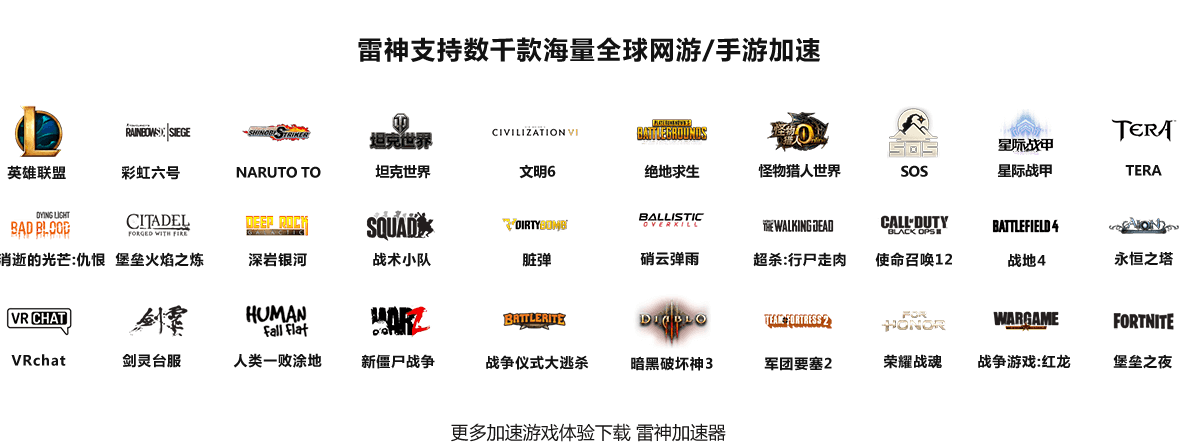 雷神支持数千款海量全球网游/手游加速
RAINBOW SIX | SIEGE
SHINOBI STRIKER
坦克世界
CIVILIZATION VI
PLAYERUNKNOWN'S BATTLEGROUNDS
怪物猎人OL
SOS
星际战甲
TERA
英雄联盟
彩虹六号
NARUTO TO
坦克世界
文明6
绝地求生
怪物猎人世界
SOS
星际战甲
TERA
DYING LIGHT BAD BLOOD
CITADEL FORGED WITH FIRE
DEEP ROCK GALACTIC
SQUAD
DIRTY BOMB
BALLISTIC OVERKILL
THE WALKING DEAD
CALL OF DUTY BLACK OPS III
BATTLEFIELD 4
AION
消逝的光芒:仇恨
堡垒火焰之炼
深岩银河
战术小队
脏弹
硝云弹雨
超杀:行尸走肉
使命召唤12
战地4
永恒之塔
VR CHAT
剑灵
HUMAN fall flat
WARZ
BATTLERITE
DIABLO
TEAM FORTRESS 2
FOR HONOR
WARGAME
FORTNITE
VRchat
剑灵台服
人类一败涂地
新僵尸战争
战争仪式大逃杀
暗黑破坏神3
军团要塞2
荣耀战魂
战争游戏:红龙
堡垒之夜
更多加速游戏体验下载 雷神加速器